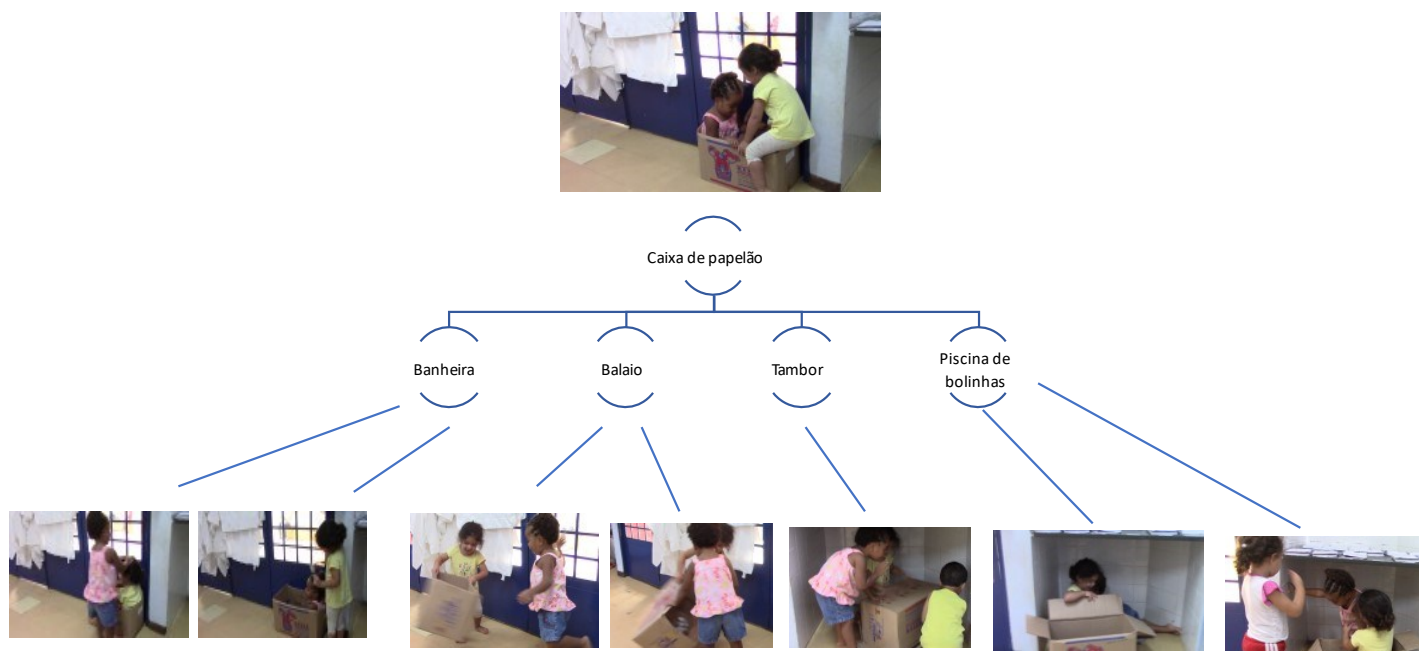 Caixa de papelão
Banheira
Balaio
Tambor
Piscina de
bolinhas